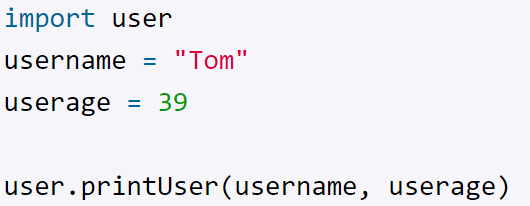 import user
username = "Tom"
userage = 39
user.printUser(username, userage)